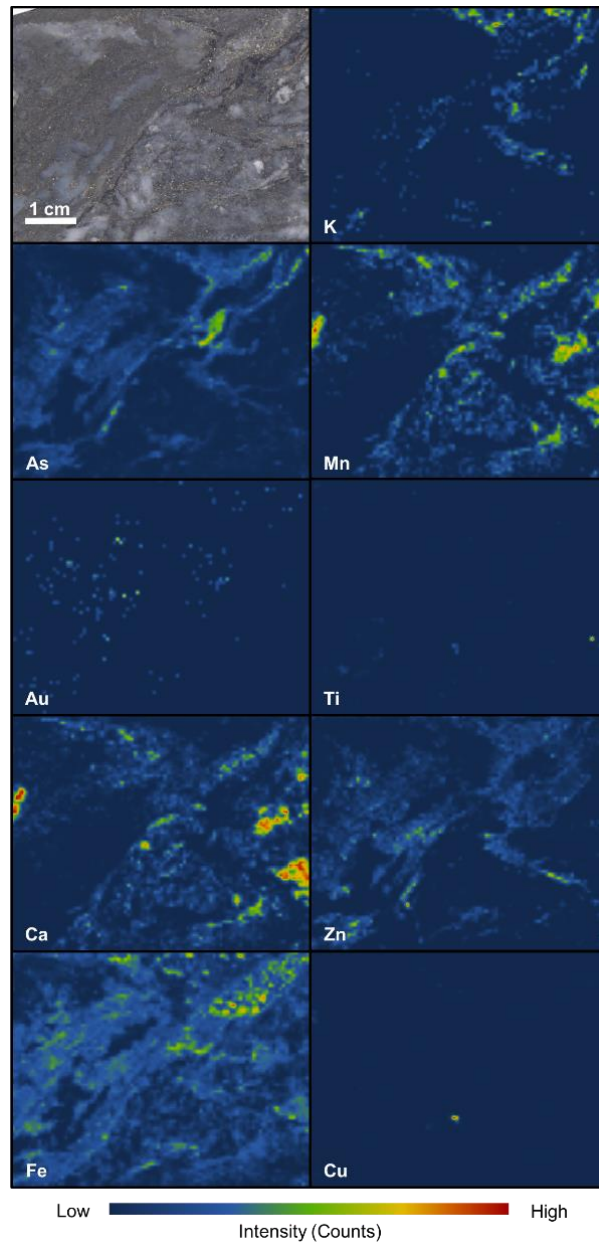 1 cm
K
As
Mn
Au
Ti
Ca
Zn
Fe
Cu
Low High
Intensity (Counts)